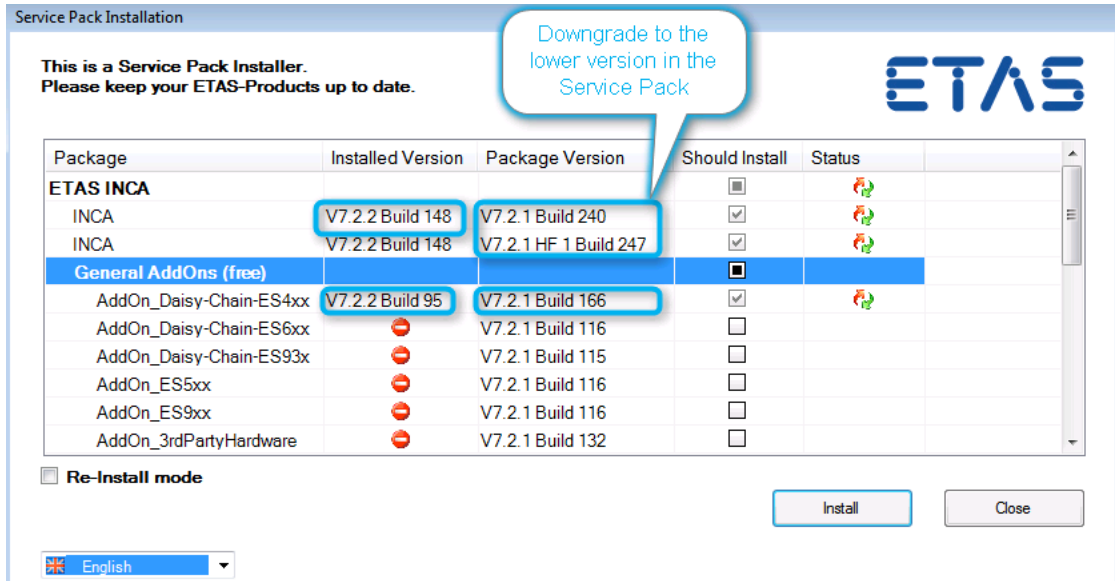 Service Pack Installation
Downgrade to the
lower version in the
Service Pack
This is a Service Pack Installer.
Please keep your ETAS-Products up to date.
ETAS
Package Installed Version Package Version Should Install Status
ETAS INCA
INCA V7.2.2 Build 148 V7.2.1 Build 240
INCA V7.2.2 Build 148 V7.2.1 HF 1 Build 247
General AddOns (free)
AddOn_Daisy-Chain-ES4xx V7.2.2 Build 95 V7.2.1 Build 166
AddOn_Daisy-Chain-ES6xx V7.2.1 Build 116
AddOn_Daisy-Chain-ES93x V7.2.1 Build 115
AddOn_ES5xx V7.2.1 Build 116
AddOn_ES9xx V7.2.1 Build 116
AddOn_3rdPartyHardware V7.2.1 Build 132
Re-Install mode
Install Close
English